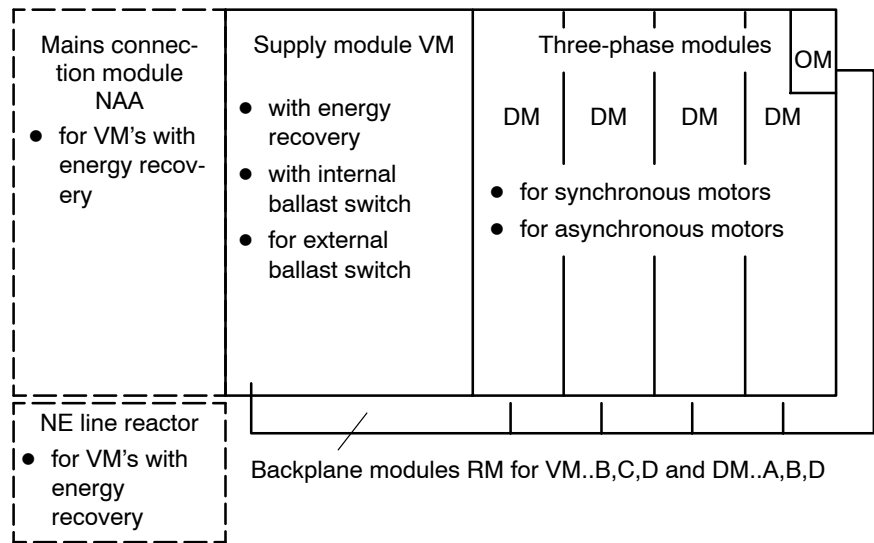 Mains connec-
tion module
NAA
● for VM's with
energy recov-
ery
Supply module VM
● with energy
recovery
● with internal
ballast switch
● for external
ballast switch
Three-phase modules
OM
DM DM DM DM
● for synchronous motors
● for asynchronous motors
NE line reactor
● for VM's with
energy
recovery
Backplane modules RM for VM..B,C,D and DM..A,B,D